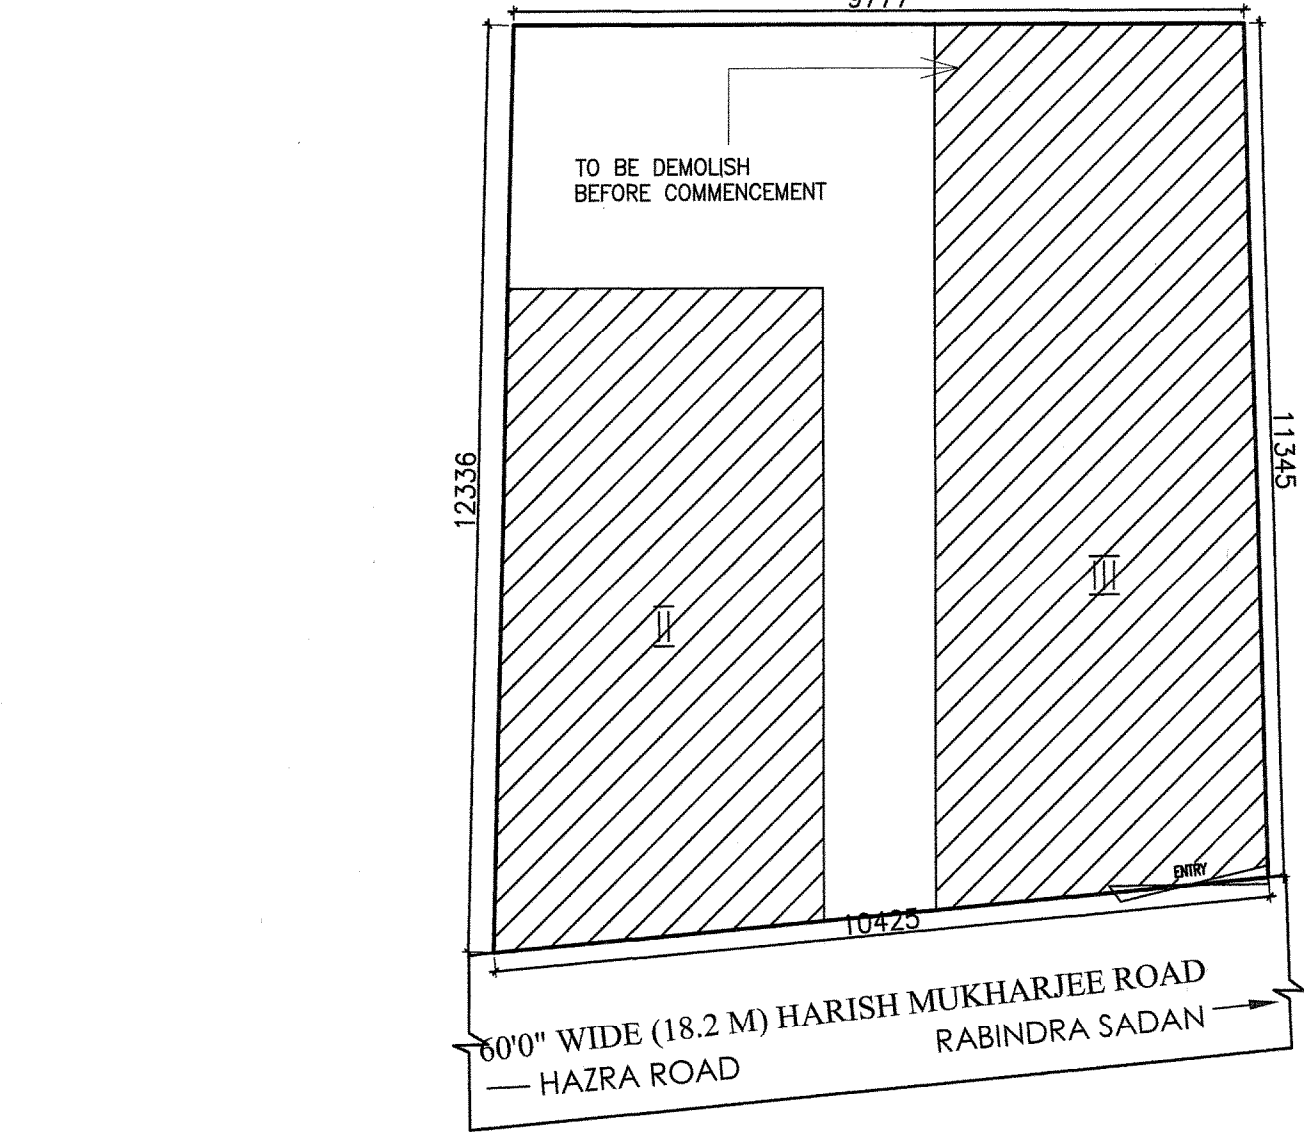 9777
TO BE DEMOLISH
BEFORE COMMENCEMENT
12336
11345
II
III
ENTRY
10425
60'0" WIDE (18.2 M) HARISH MUKHARJEE ROAD
RABINDRA SADAN
HAZRA ROAD